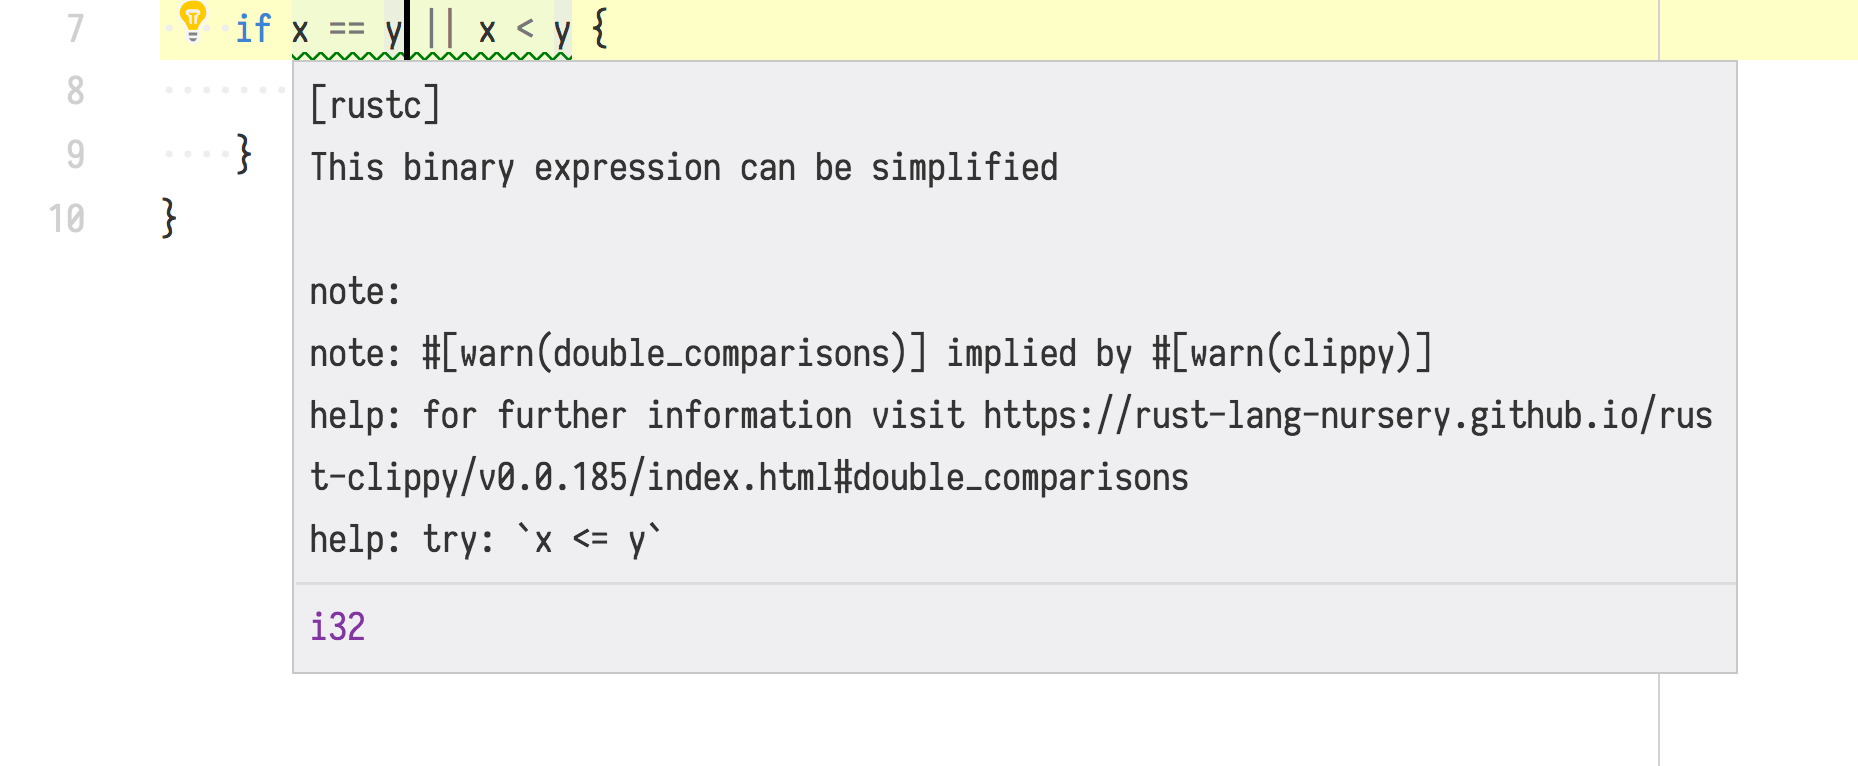 7 if x == y || x < y {
[rustc]
8
This binary expression can be simplified
9 }
10 }
note:
note: #[warn(double_comparisons)] implied by #[warn(clippy)]
help: for further information visit https://rust-lang-nursery.github.io/rus
t-clippy/v0.0.185/index.html#double_comparisons
help: try: `x <= y`
i32